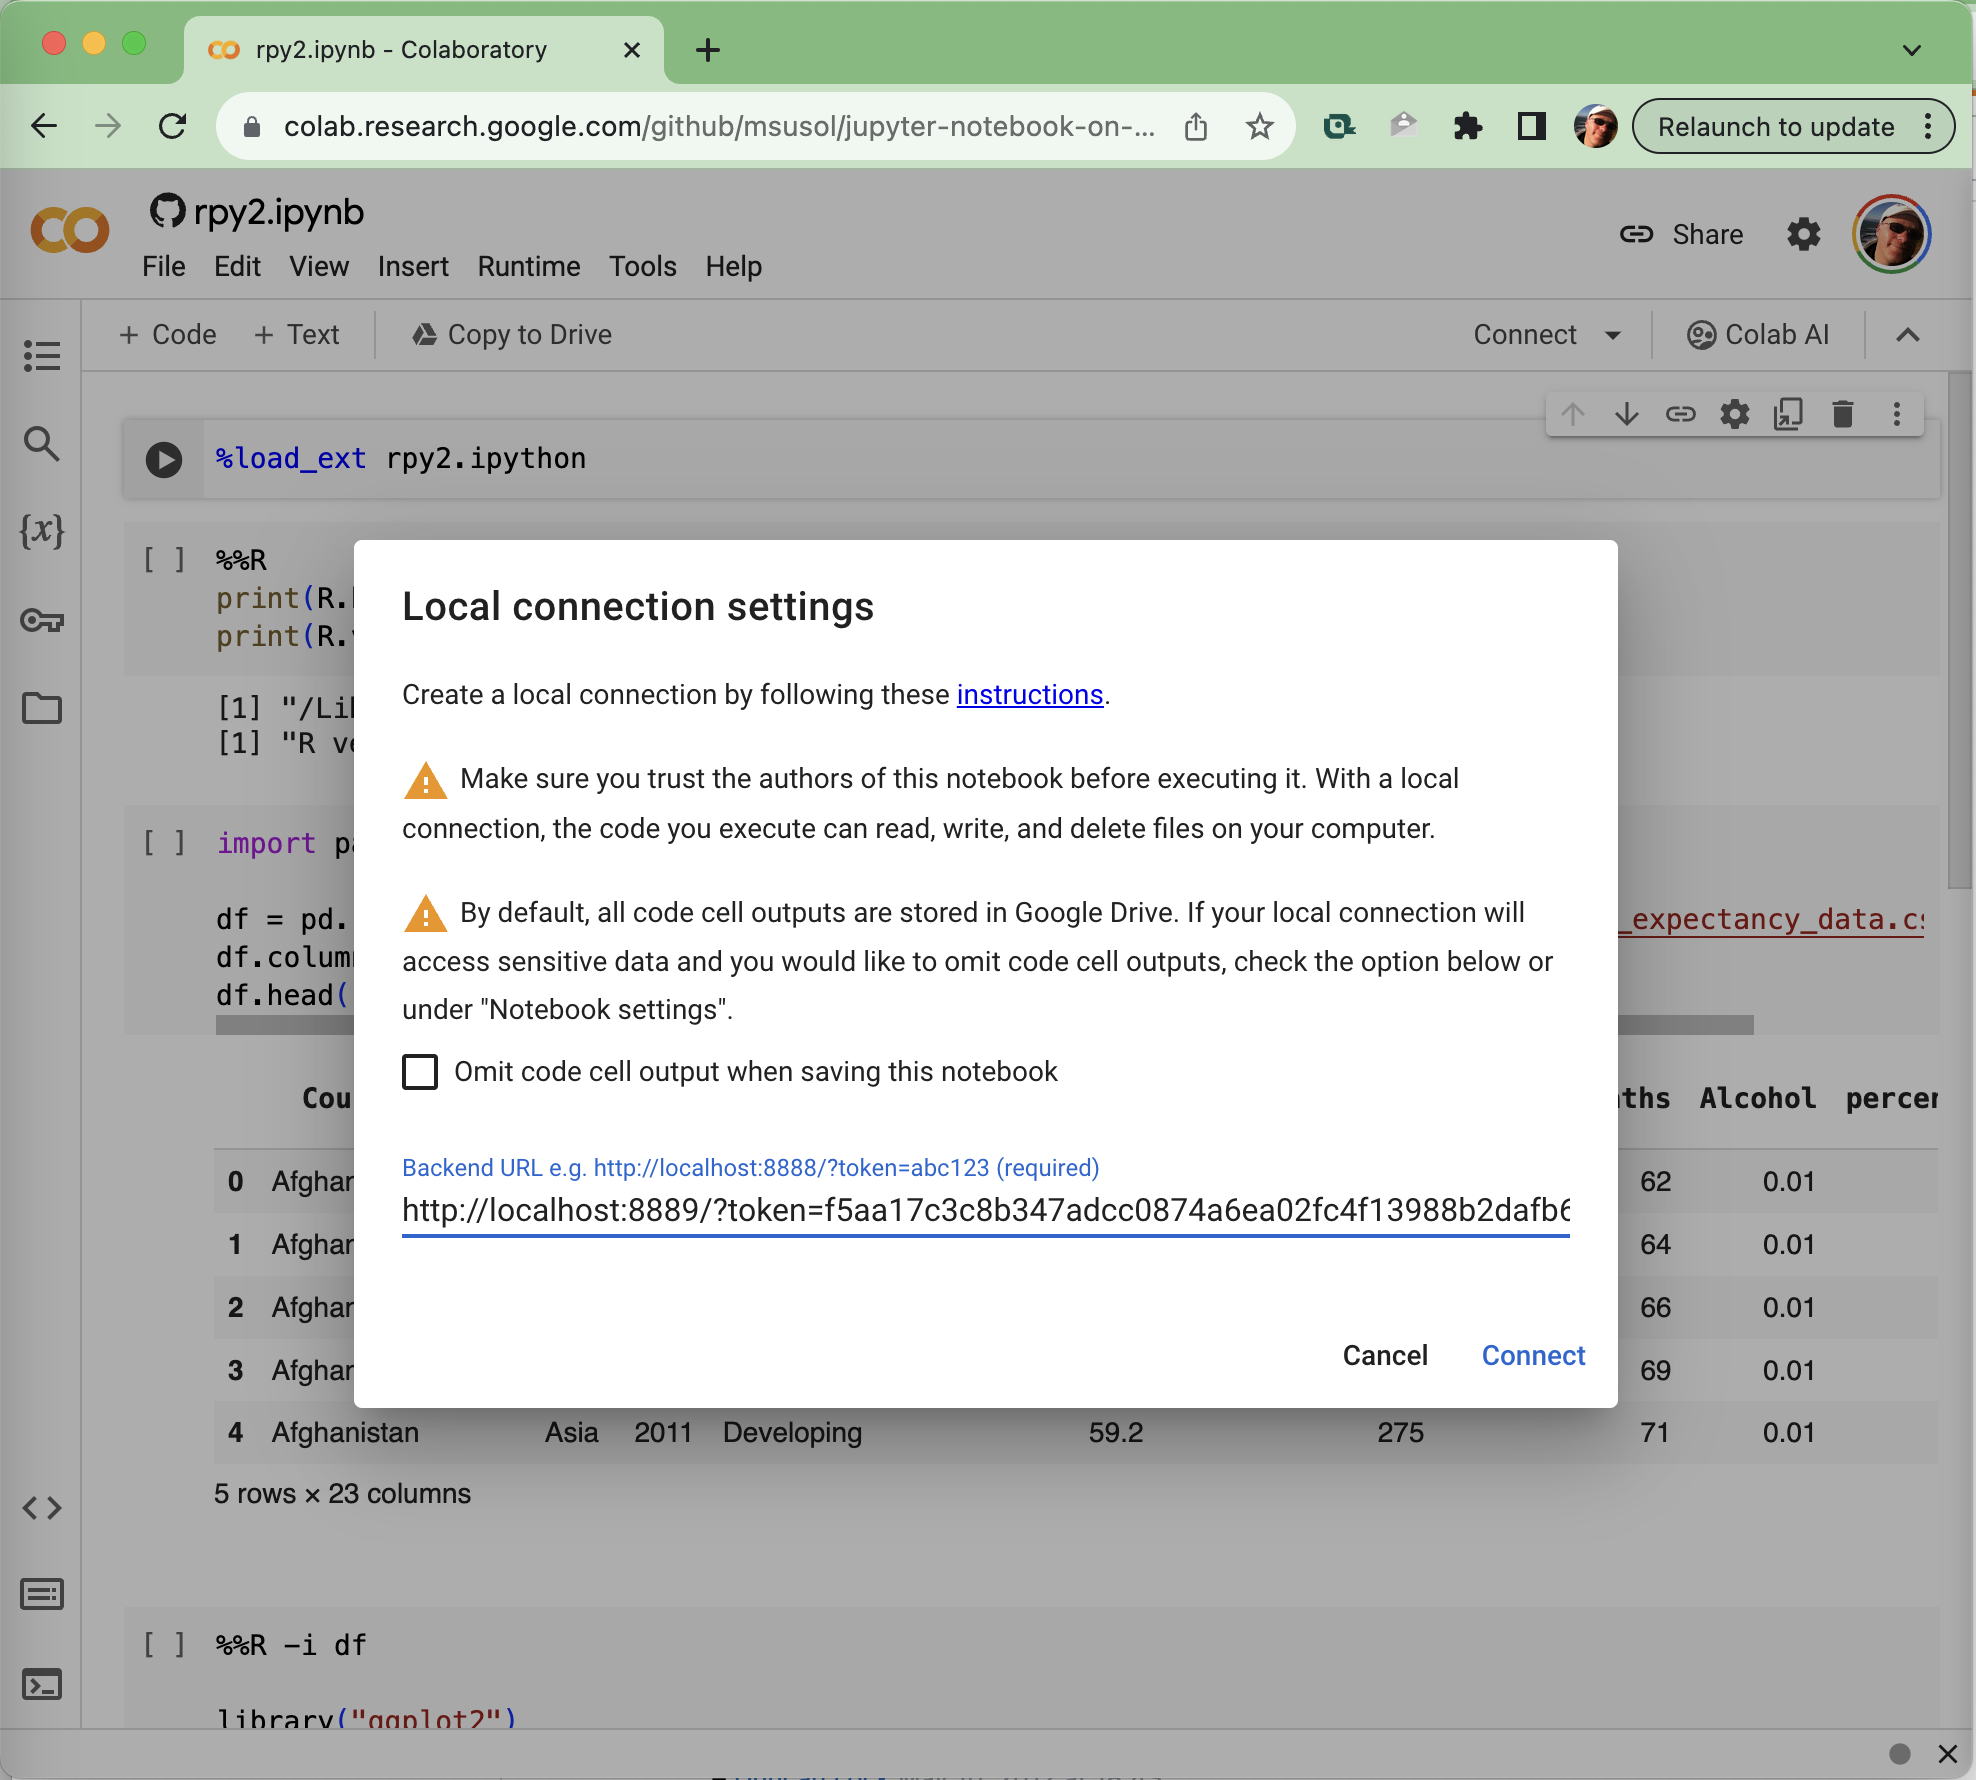 rpy2.ipynb - Colaboratory
colab.research.google.com/github/msusol/jupyter-notebook-on-...
Relaunch to update
rpy2.ipynb
File Edit View Insert Runtime Tools Help
Share
+ Code + Text Copy to Drive
Connect
Colab AI
%load_ext rpy2.ipython
[ ] %%R
print(R.
print(R.
[1] "/Li
[1] "R ve
[ ] import pa
df = pd.
_expectancy_data.cs
df.colum
df.head(
Cou
ths Alcohol percen
0 Afghan 62 0.01
1 Afghan 64 0.01
2 Afghan 66 0.01
3 Afghan 69 0.01
4 Afghanistan Asia 2011 Developing 59.2 275 71 0.01
5 rows × 23 columns
[ ] %%R -i df
library("ggplot2")
Local connection settings
Create a local connection by following these instructions.
Make sure you trust the authors of this notebook before executing it. With a local
connection, the code you execute can read, write, and delete files on your computer.
By default, all code cell outputs are stored in Google Drive. If your local connection will
access sensitive data and you would like to omit code cell outputs, check the option below or
under "Notebook settings".
Omit code cell output when saving this notebook
Backend URL e.g. http://localhost:8888/?token=abc123 (required)
http://localhost:8889/?token=f5aa17c3c8b347adcc0874a6ea02fc4f13988b2dafb6
Cancel Connect